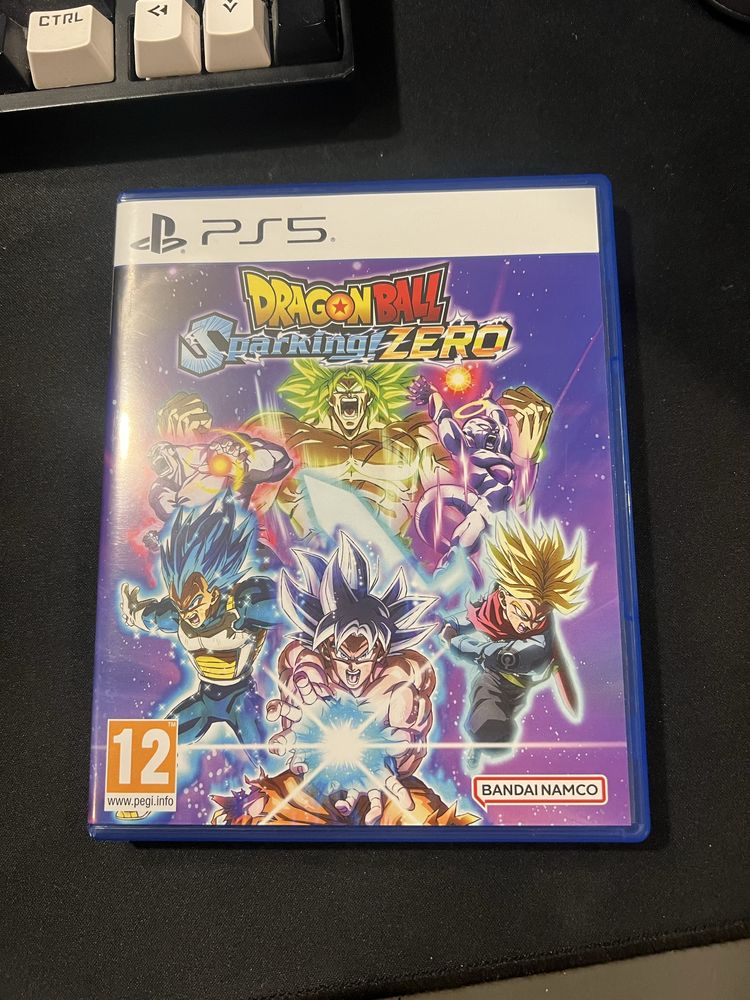 CTRL
PS5
DRAGON BALL
Sparking! ZERO
12
www.pegi.info
BANDAI NAMCO